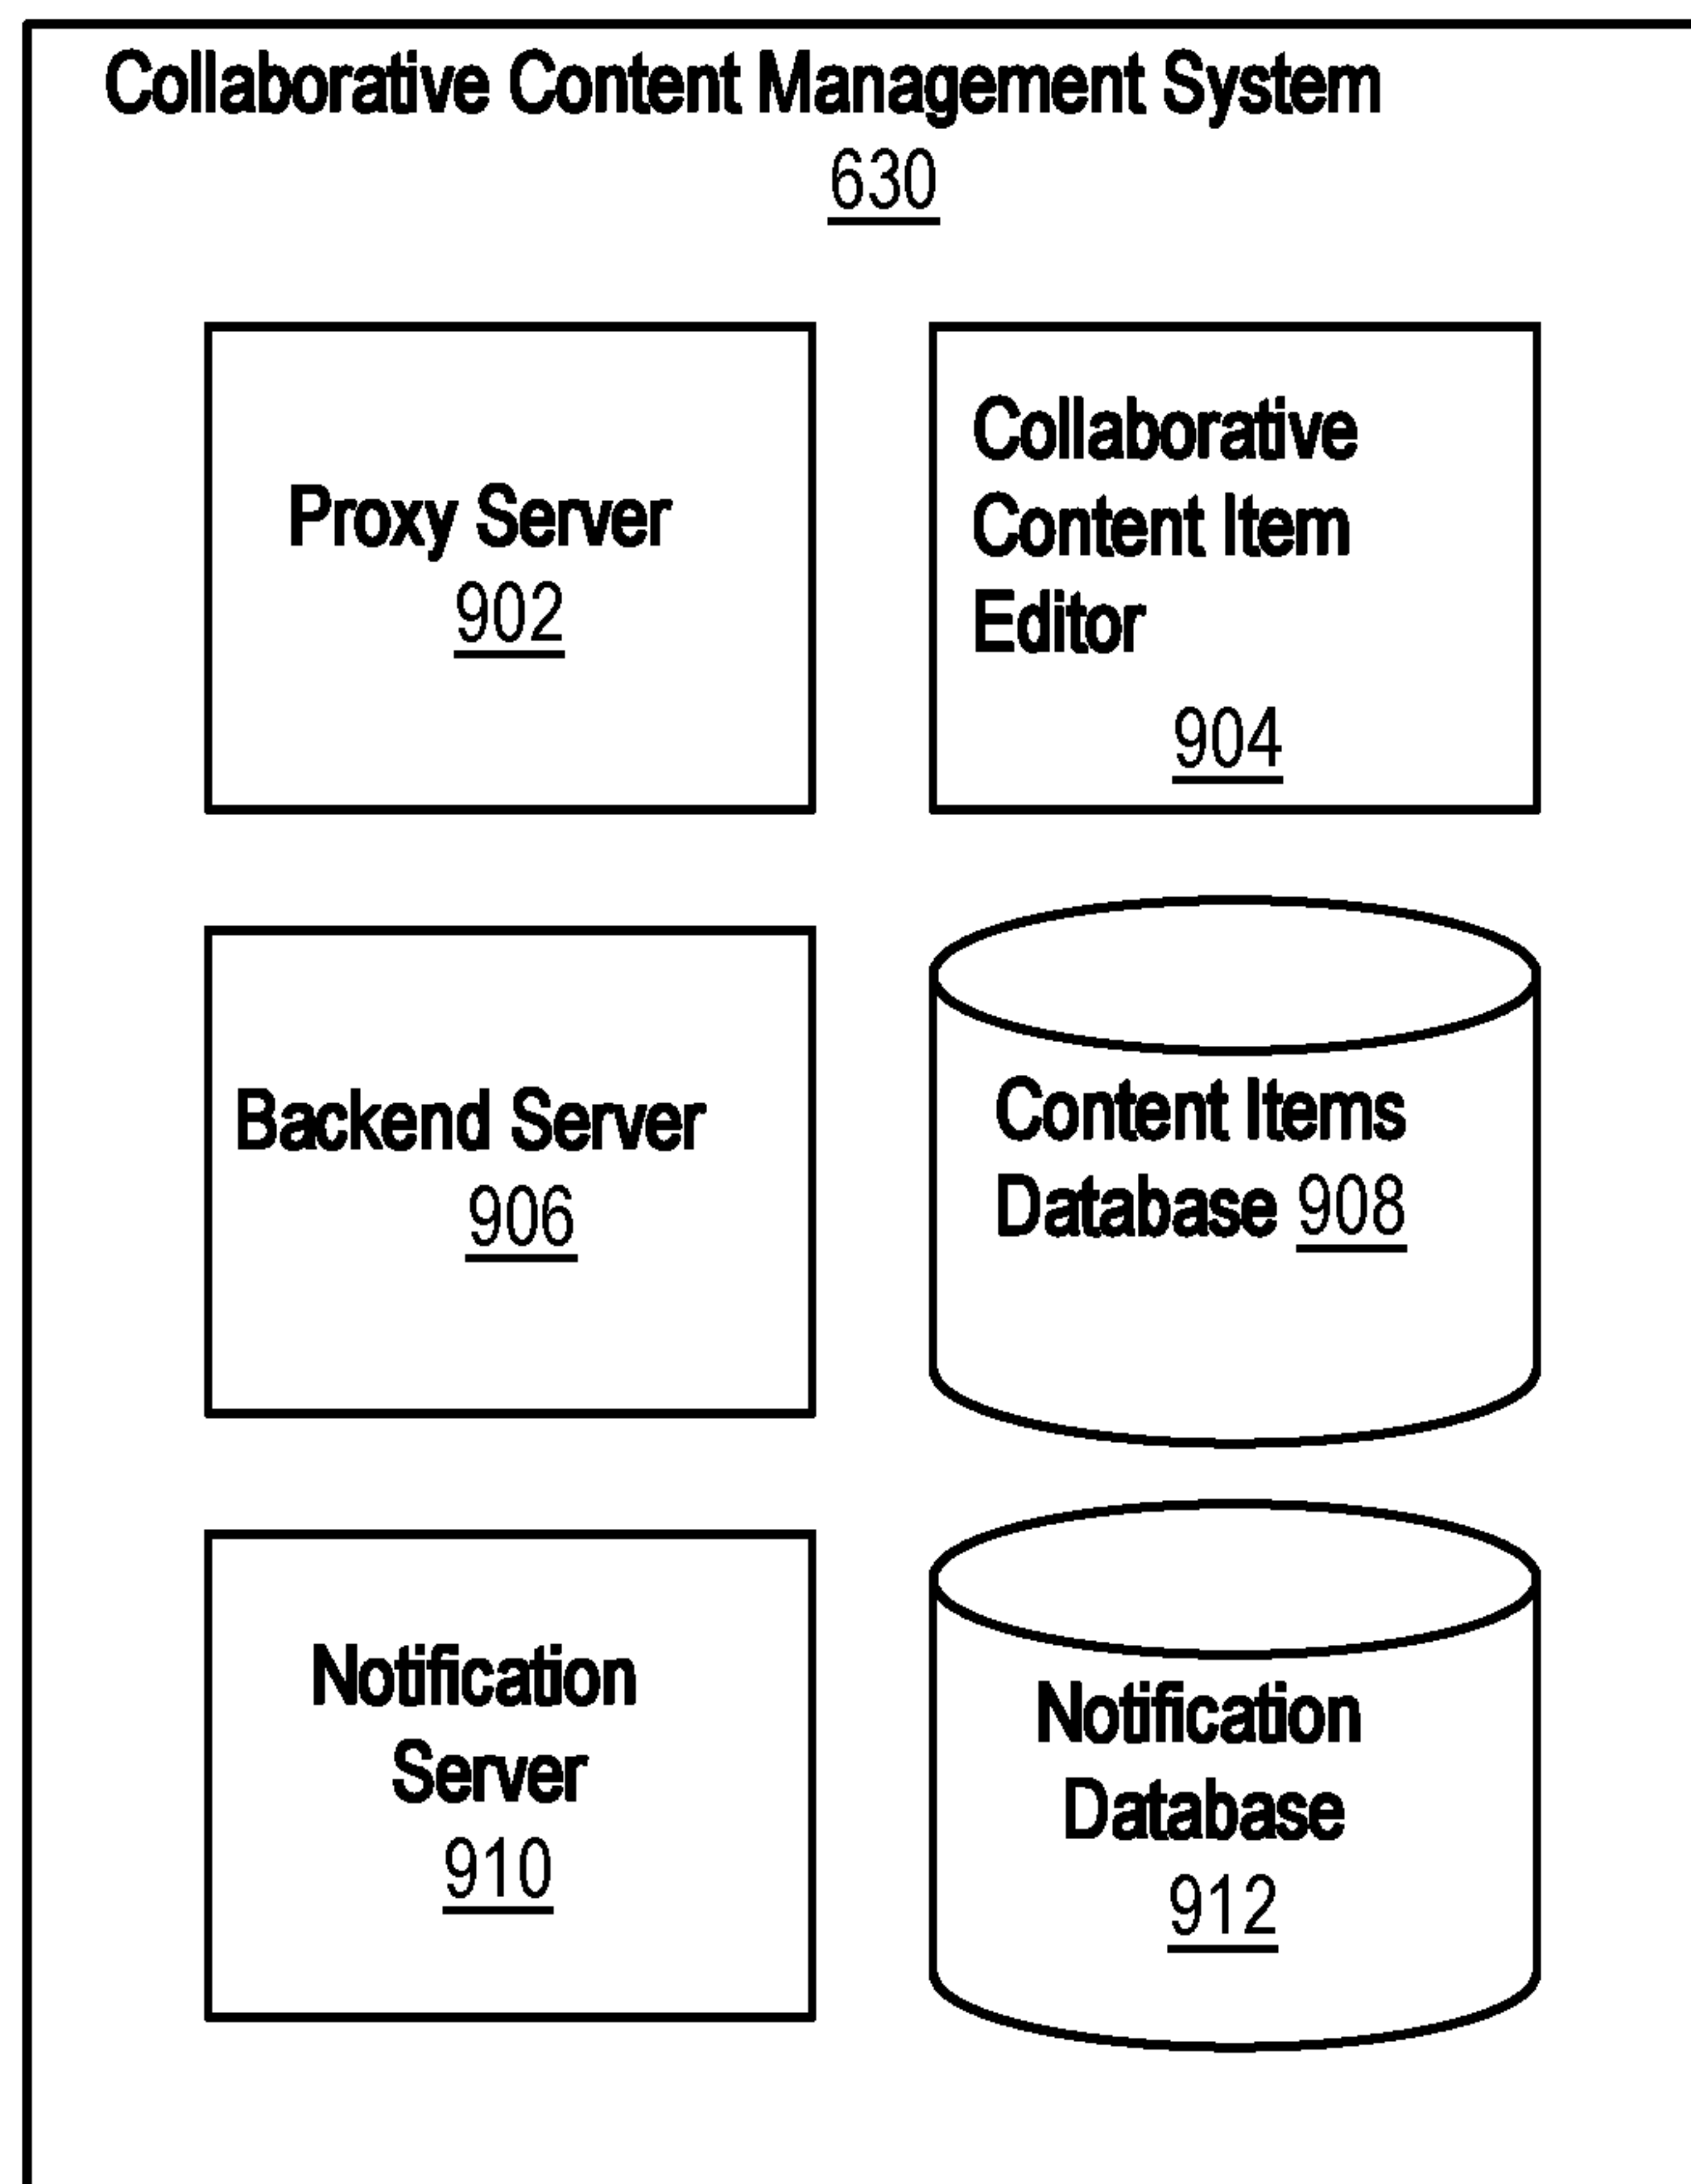 Collaborative Content Management System
630
Proxy Server
902
Collaborative
Content Item
Editor
904
Backend Server
906
Content Items
Database 908
Notification
Server
910
Notification
Database
912